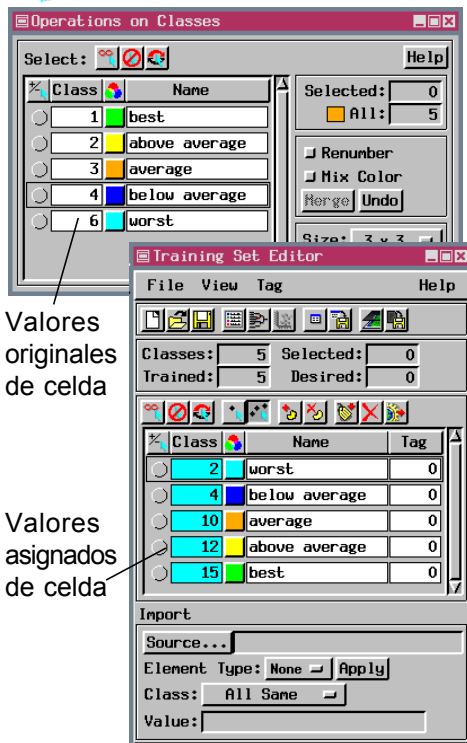 Operations on Classes
Select:
Help
Class Name
1 best
2 above average
3 average
4 below average
6 worst
Selected: 0
All: 5
Renumber
Mix Color
Merge Undo
Size: 3 x 3
Valores
originales
de celda
Training Set Editor
File View Tag Help
Classes: 5 Selected: 0
Trained: 5 Desired: 0
Class Name Tag
2 worst 0
4 below average 0
10 average 0
12 above average 0
15 best 0
Valores
asignados
de celda
Import
Source...
Element Type: None Apply
Class: All Same
Value: